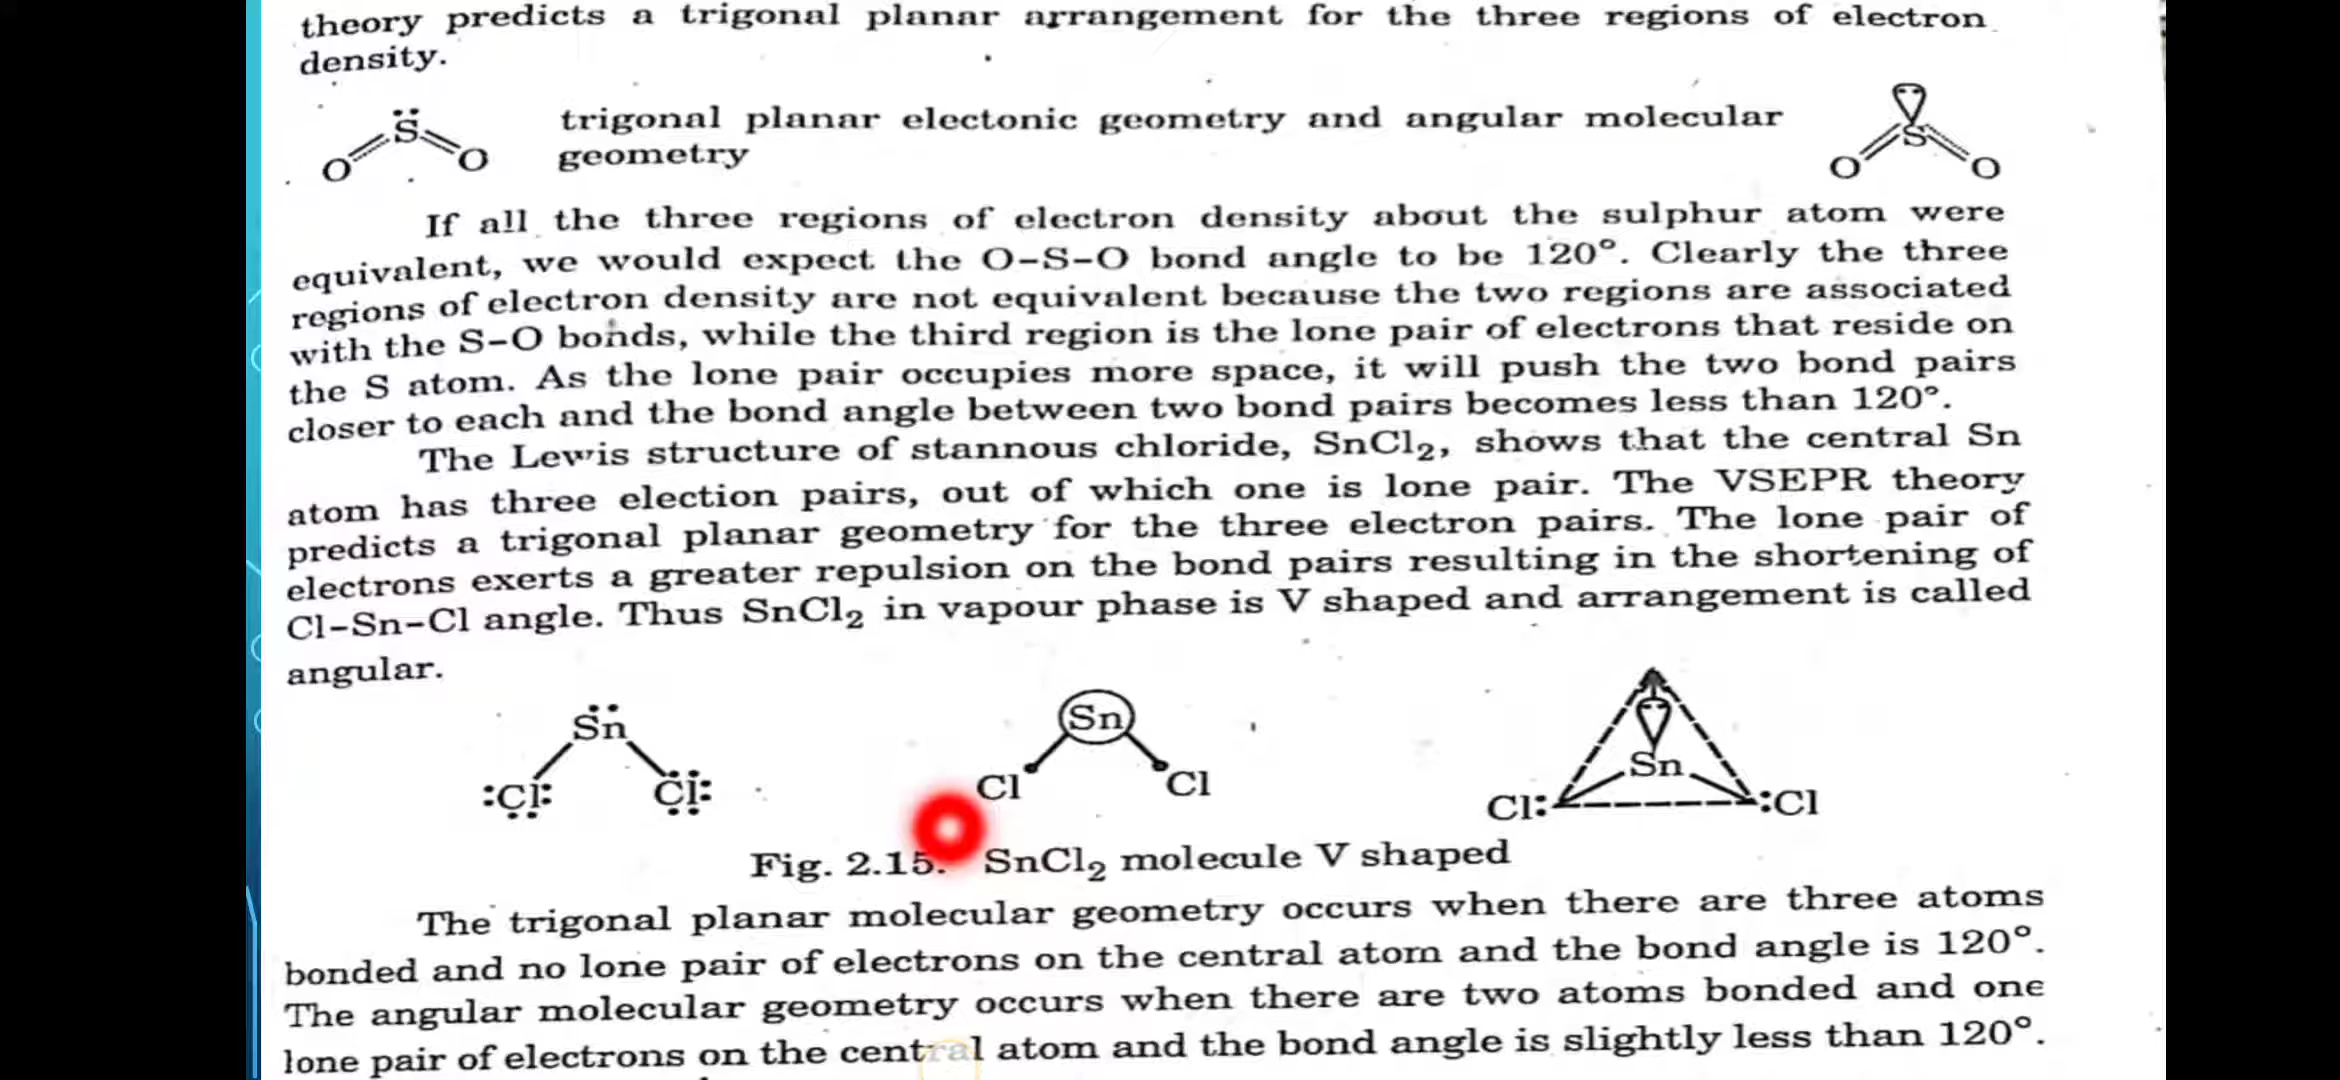 theory predicts a trigonal planar arrangement for the three regions of electron
density.
S
O O
trigonal planar electonic geometry and angular molecular
geometry
S
O O
If all the three regions of electron density about the sulphur atom were
equivalent, we would expect the O-S-O bond angle to be 120°. Clearly the three
regions of electron density are not equivalent because the two regions are associated
with the S-O bonds, while the third region is the lone pair of electrons that reside on
the S atom. As the lone pair occupies more space, it will push the two bond pairs
closer to each and the bond angle between two bond pairs becomes less than 120°.
The Lewis structure of stannous chloride, SnCl₂, shows that the central Sn
atom has three election pairs, out of which one is lone pair. The VSEPR theory
predicts a trigonal planar geometry for the three electron pairs. The lone pair of
electrons exerts a greater repulsion on the bond pairs resulting in the shortening of
Cl-Sn-Cl angle. Thus SnCl₂ in vapour phase is V shaped and arrangement is called
angular.
Sn
:Cl: Cl:
Sn
Cl Cl
Sn
Cl: :Cl
Fig. 2.15. SnCl₂ molecule V shaped
The trigonal planar molecular geometry occurs when there are three atoms
bonded and no lone pair of electrons on the central atom and the bond angle is 120°.
The angular molecular geometry occurs when there are two atoms bonded and one
lone pair of electrons on the central atom and the bond angle is slightly less than 120°.